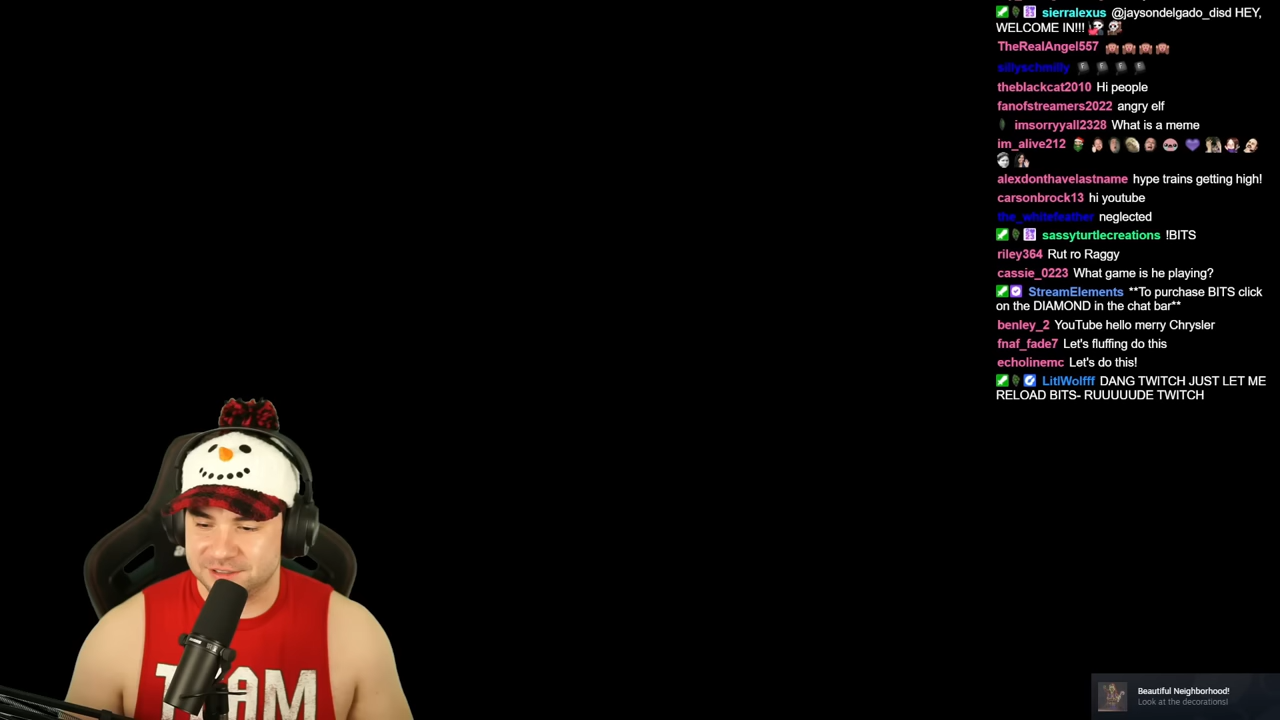 sierralexus @jaysondelgado_disd HEY,
WELCOME IN!!!
TheRealAngel557
sillyschmilly
theblackcat2010 Hi people
fanofstreamers2022 angry elf
imsorryyall2328 What is a meme
im_alive212
alexdonthavelastname hype trains getting high!
carsonbrock13 hi youtube
the_whitefeather neglected
sassyturtlecreations !BITS
riley364 Rut ro Raggy
cassie_0223 What game is he playing?
StreamElements **To purchase BITS click
on the DIAMOND in the chat bar**
benley_2 YouTube hello merry Chrysler
fnaf_fade7 Let's fluffing do this
echolinemc Let's do this!
LitlWolfff DANG TWITCH JUST LET ME
RELOAD BITS- RUUUUUDE TWITCH
TEAM
Beautiful Neighborhood!
Look at the decorations!